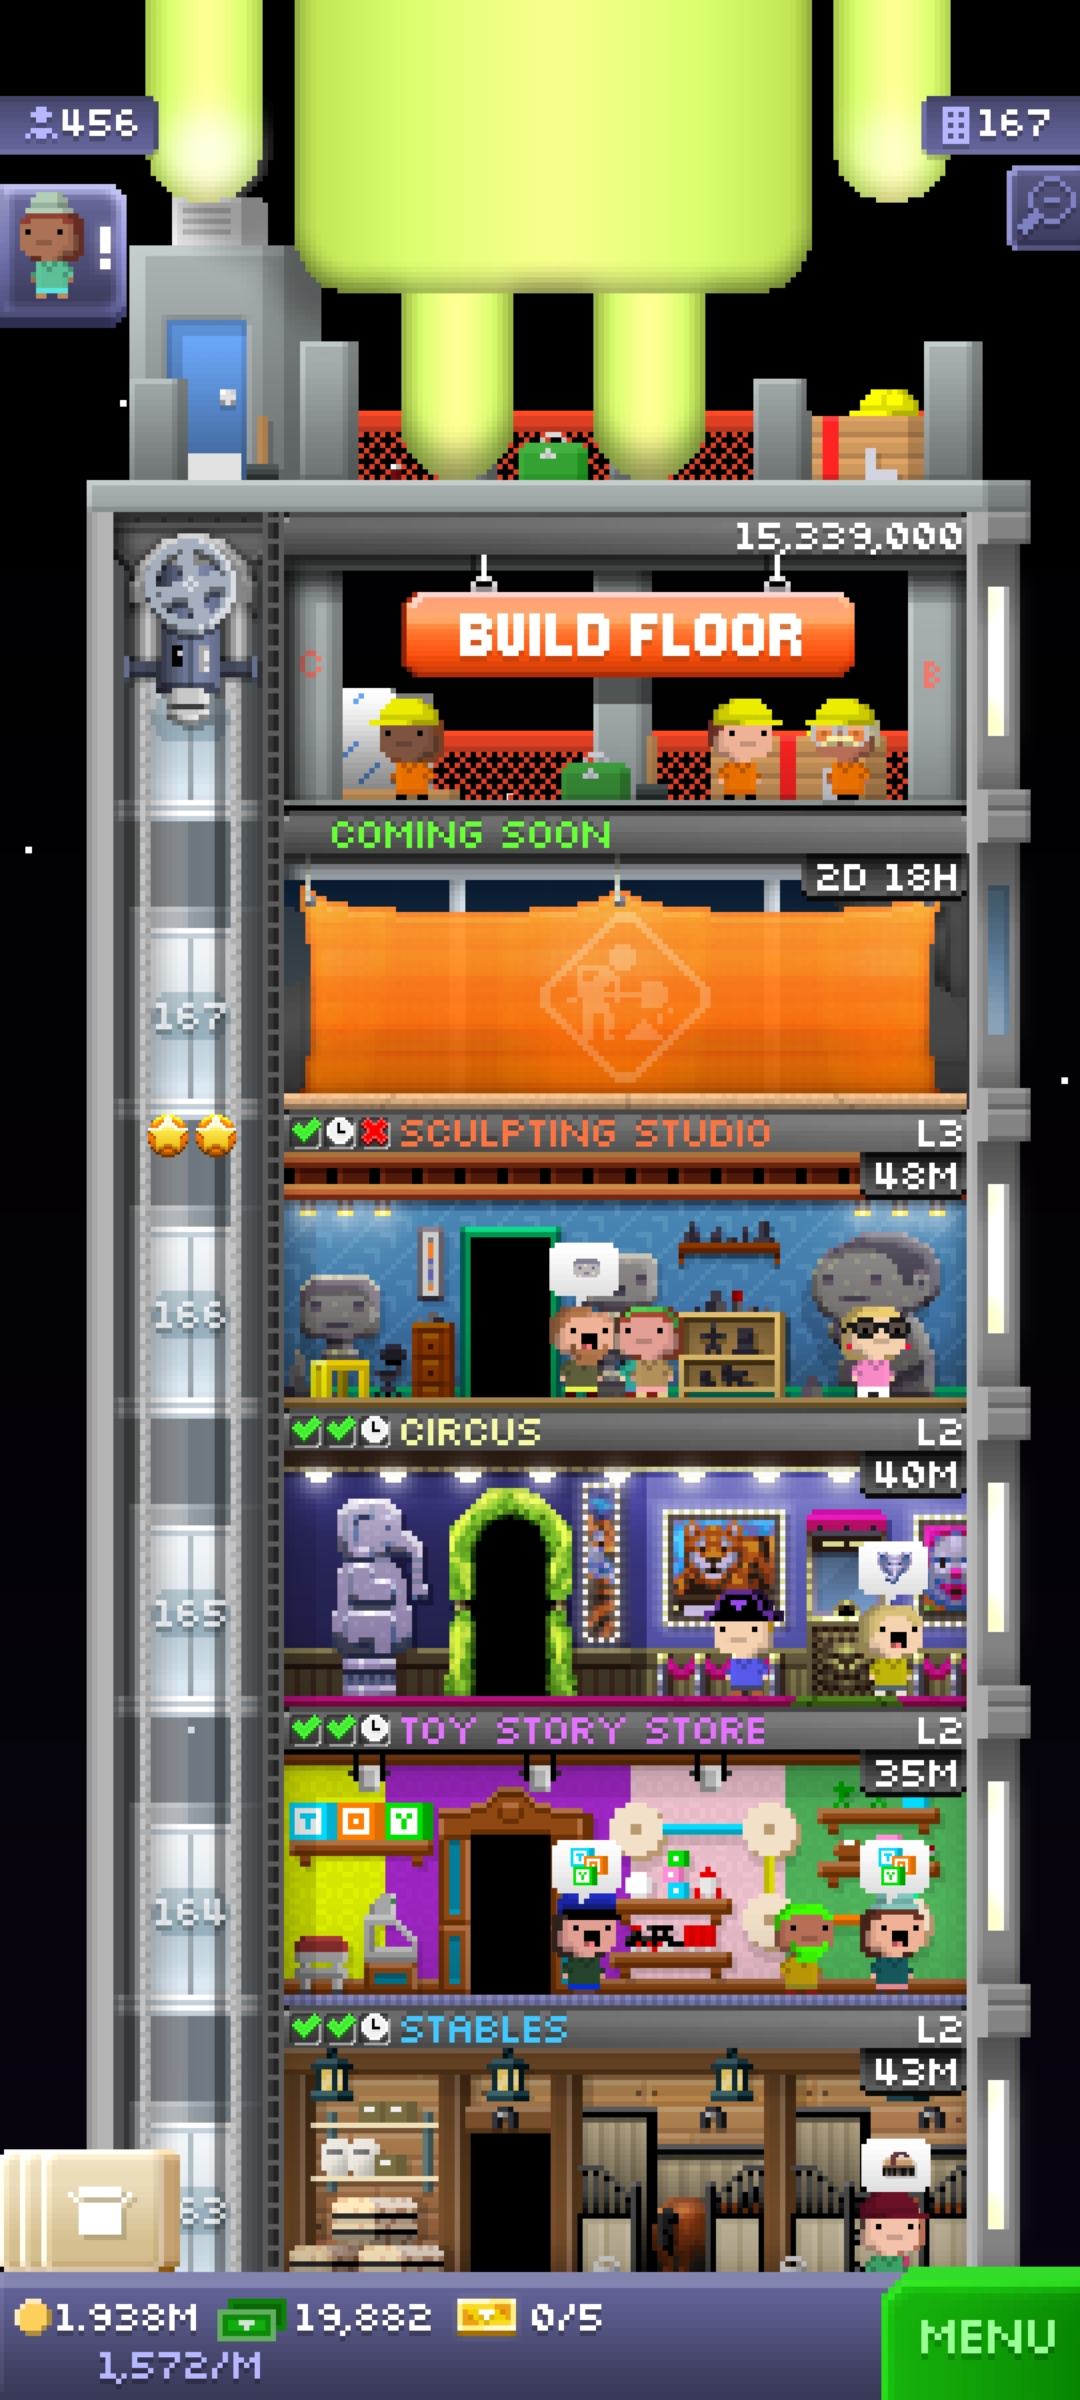 456
167
!
15,339,000
BUILD FLOOR
C
B
COMING SOON
2D 18H
167
SCULPTING STUDIO L3
48M
166
CIRCUS L2
40M
165
TOY STORY STORE L2
35M
T O Y
164
STABLES L2
43M
63
1.938M 19,882 0/5
1,572/M
MENU